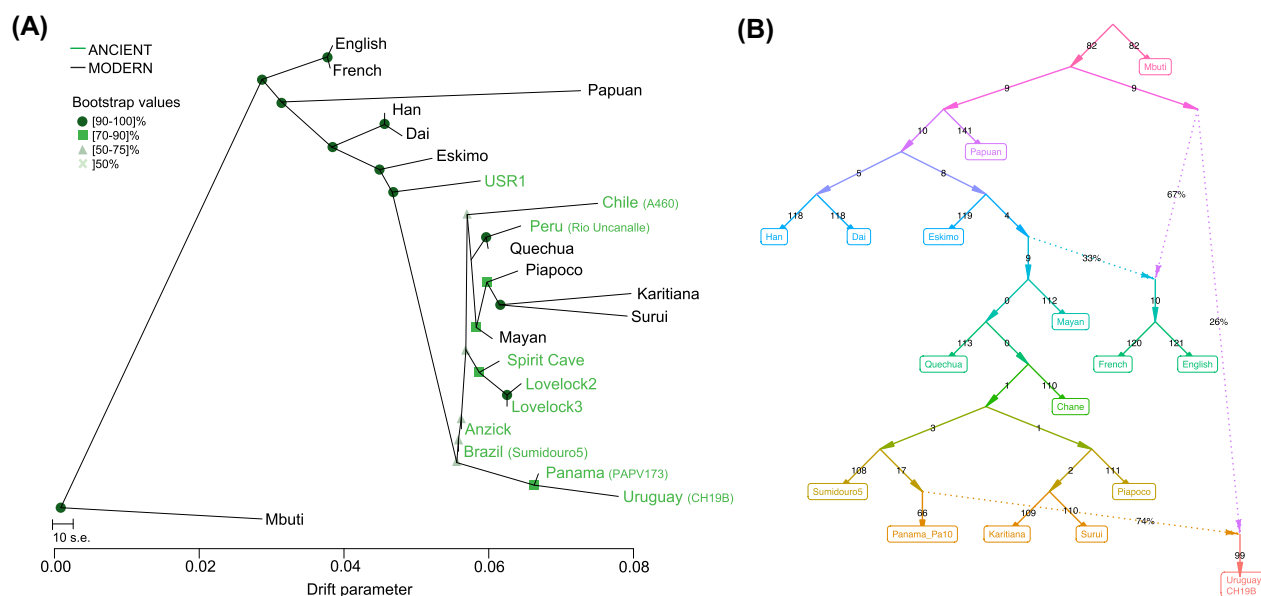 (A)
ANCIENT
MODERN
Bootstrap values
[90-100]%
[70-90]%
[50-75]%
]50%
English
French
Papuan
Han
Dai
Eskimo
USR1
Chile (A460)
Peru (Rio Uncanalle)
Quechua
Piapoco
Karitiana
Surui
Mayan
Spirit Cave
Lovelock2
Lovelock3
Anzick
Brazil (Sumidouro5)
Panama (PAPV173)
Uruguay (CH19B)
Mbuti
10 s.e.
0.00 0.02 0.04 0.06 0.08
Drift parameter
(B)
82 82
Mbuti
9 9
10 141
Papuan
5 8
67%
118 118 119 4
Han Dai Eskimo
9 33%
0 112 10
Mayan 26%
113 0 120 121
Quechua French English
1 110
Chane
3 1
108 17 2 111
Sumidouro5 Piapoco
66 109 110 74%
Panama_Pa10 Karitiana Surui
99
Uruguay
CH19B